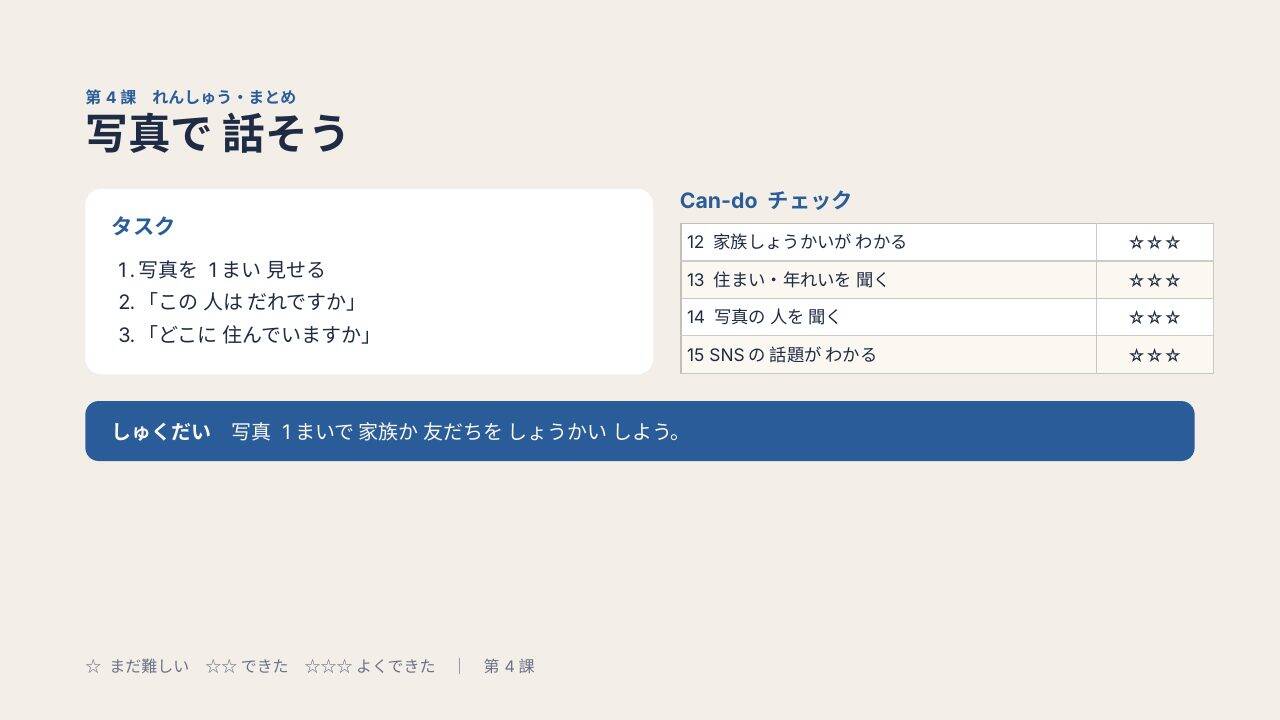 第4課　れんしゅう・まとめ
写真で 話そう
タスク
1. 写真を 1まい 見せる
2. 「この 人は だれですか」
3. 「どこに 住んでいますか」
Can-do チェック
12 家族しょうかいが わかる ☆☆☆
13 住まい・年れいを 聞く ☆☆☆
14 写真の 人を 聞く ☆☆☆
15 SNS の 話題が わかる ☆☆☆
しゅくだい　写真 1まいで 家族か 友だちを しょうかい しよう。
☆ まだ難しい　☆☆ できた　☆☆☆ よくできた　｜　第4課